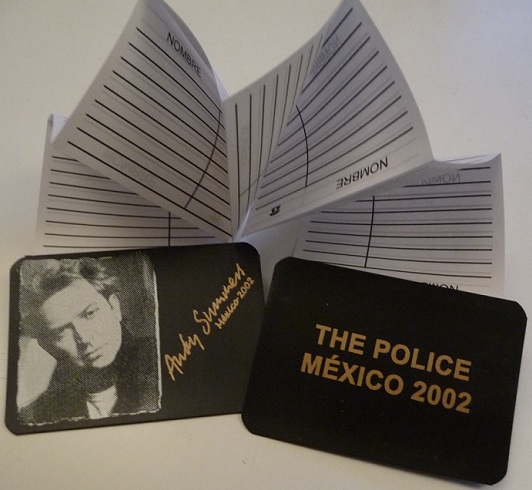 NOMBRE
NOMBRE
Andy Summers
México 2002
THE POLICE
MÉXICO 2002